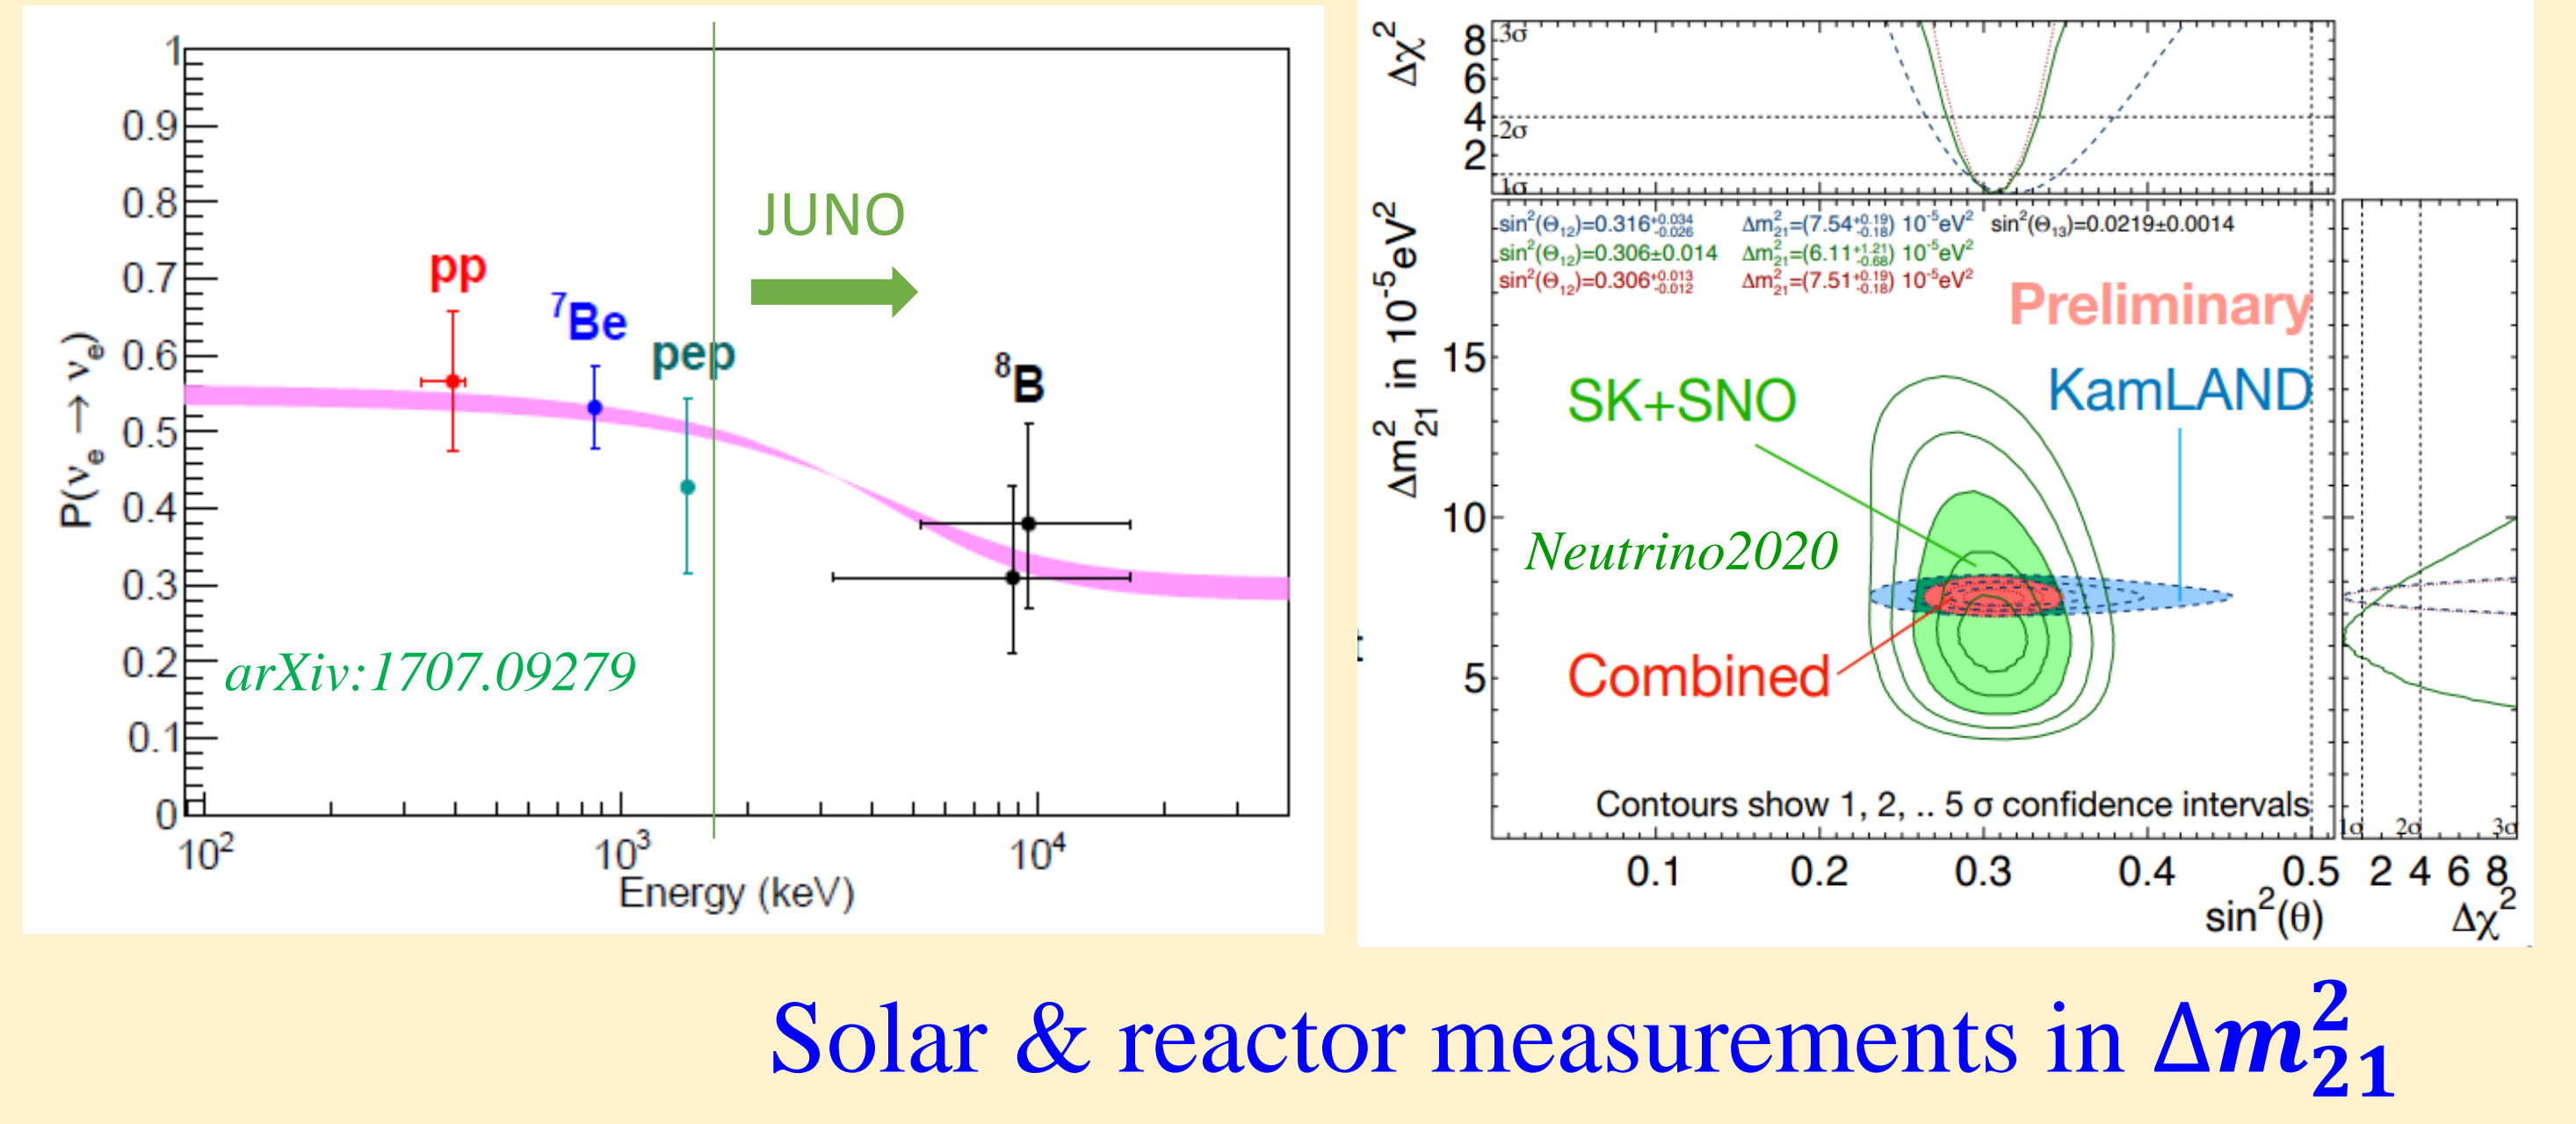 1
0.9
0.8
0.7
0.6
0.5
0.4
0.3
0.2
0.1
0
P(νe → νe)
JUNO
pp
7Be
pep
8B
arXiv:1707.09279
10²
10³
10⁴
Energy (keV)
Δχ²
8
6
4
2
3σ
2σ
1σ
sin²(Θ12)=0.316+0.034-0.026 Δm²21=(7.54+0.19-0.18) 10⁻⁵eV² sin²(Θ13)=0.0219±0.0014
sin²(Θ12)=0.306±0.014 Δm²21=(6.11+1.21-0.68) 10⁻⁵eV²
sin²(Θ12)=0.306+0.013-0.012 Δm²21=(7.51+0.19-0.18) 10⁻⁵eV²
Preliminary
KamLAND
SK+SNO
Neutrino2020
Combined
Δm²21 in 10⁻⁵eV²
15
10
5
Contours show 1, 2, .. 5 σ confidence intervals
1σ 2σ 3σ
0.1 0.2 0.3 0.4 0.5 2 4 6 8
sin²(θ) Δχ²
Solar & reactor measurements in Δm²21